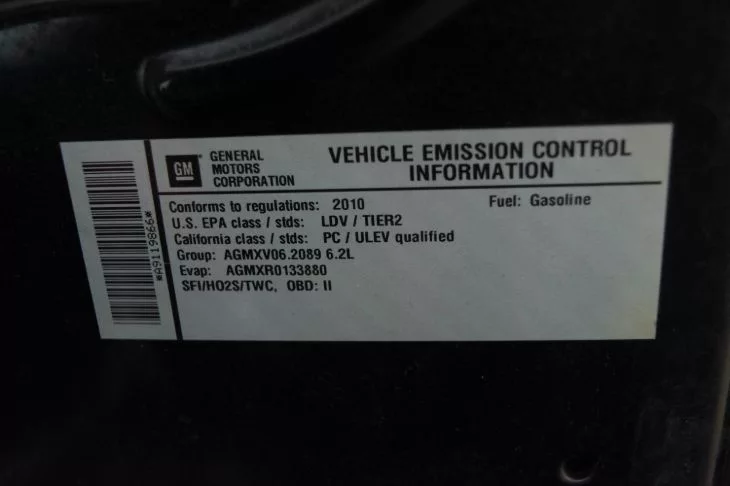 *A9119866*
GM
GENERAL
MOTORS
CORPORATION
VEHICLE EMISSION CONTROL
INFORMATION
Conforms to regulations: 2010 Fuel: Gasoline
U.S. EPA class / stds: LDV / TIER2
California class / stds: PC / ULEV qualified
Group: AGMXV06.2089 6.2L
Evap: AGMXR0133880
SFI/HO2S/TWC, OBD: II